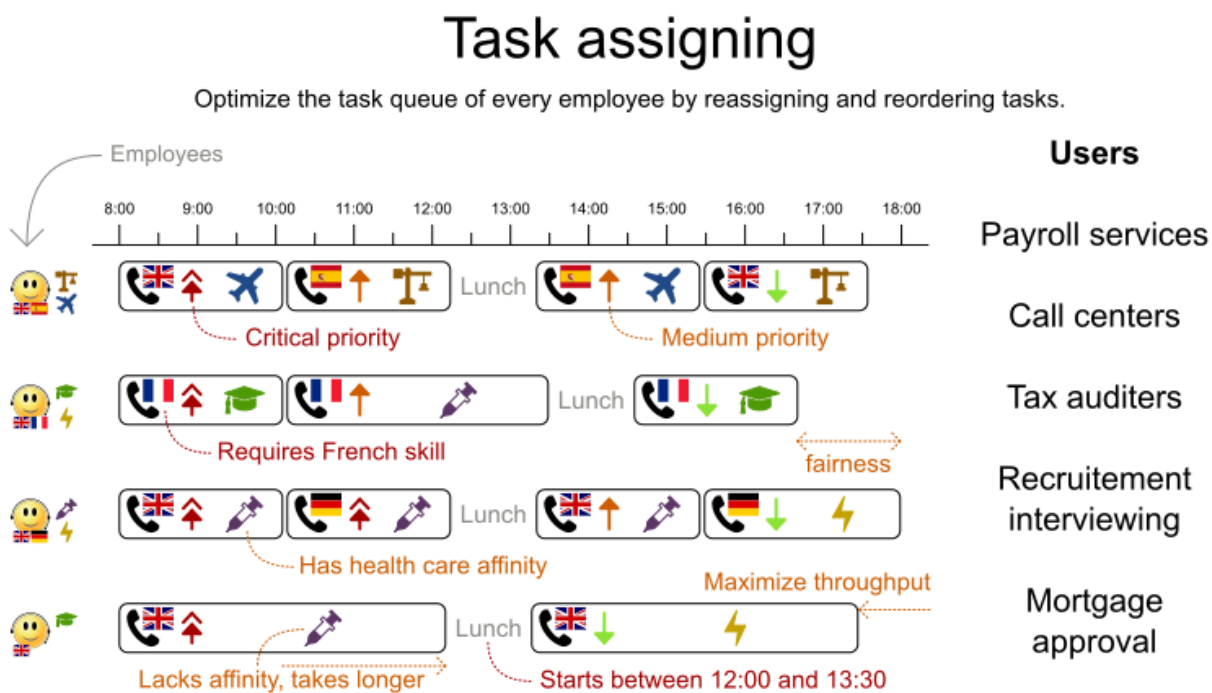 Task assigning
Optimize the task queue of every employee by reassigning and reordering tasks.
Employees
Users
8:00 9:00 10:00 11:00 12:00 13:00 14:00 15:00 16:00 17:00 18:00
Payroll services
Lunch
Call centers
Critical priority
Medium priority
Lunch
Tax auditers
Requires French skill
fairness
Recruitement
interviewing
Lunch
Has health care affinity
Maximize throughput
Mortgage
approval
Lunch
Lacks affinity, takes longer
Starts between 12:00 and 13:30